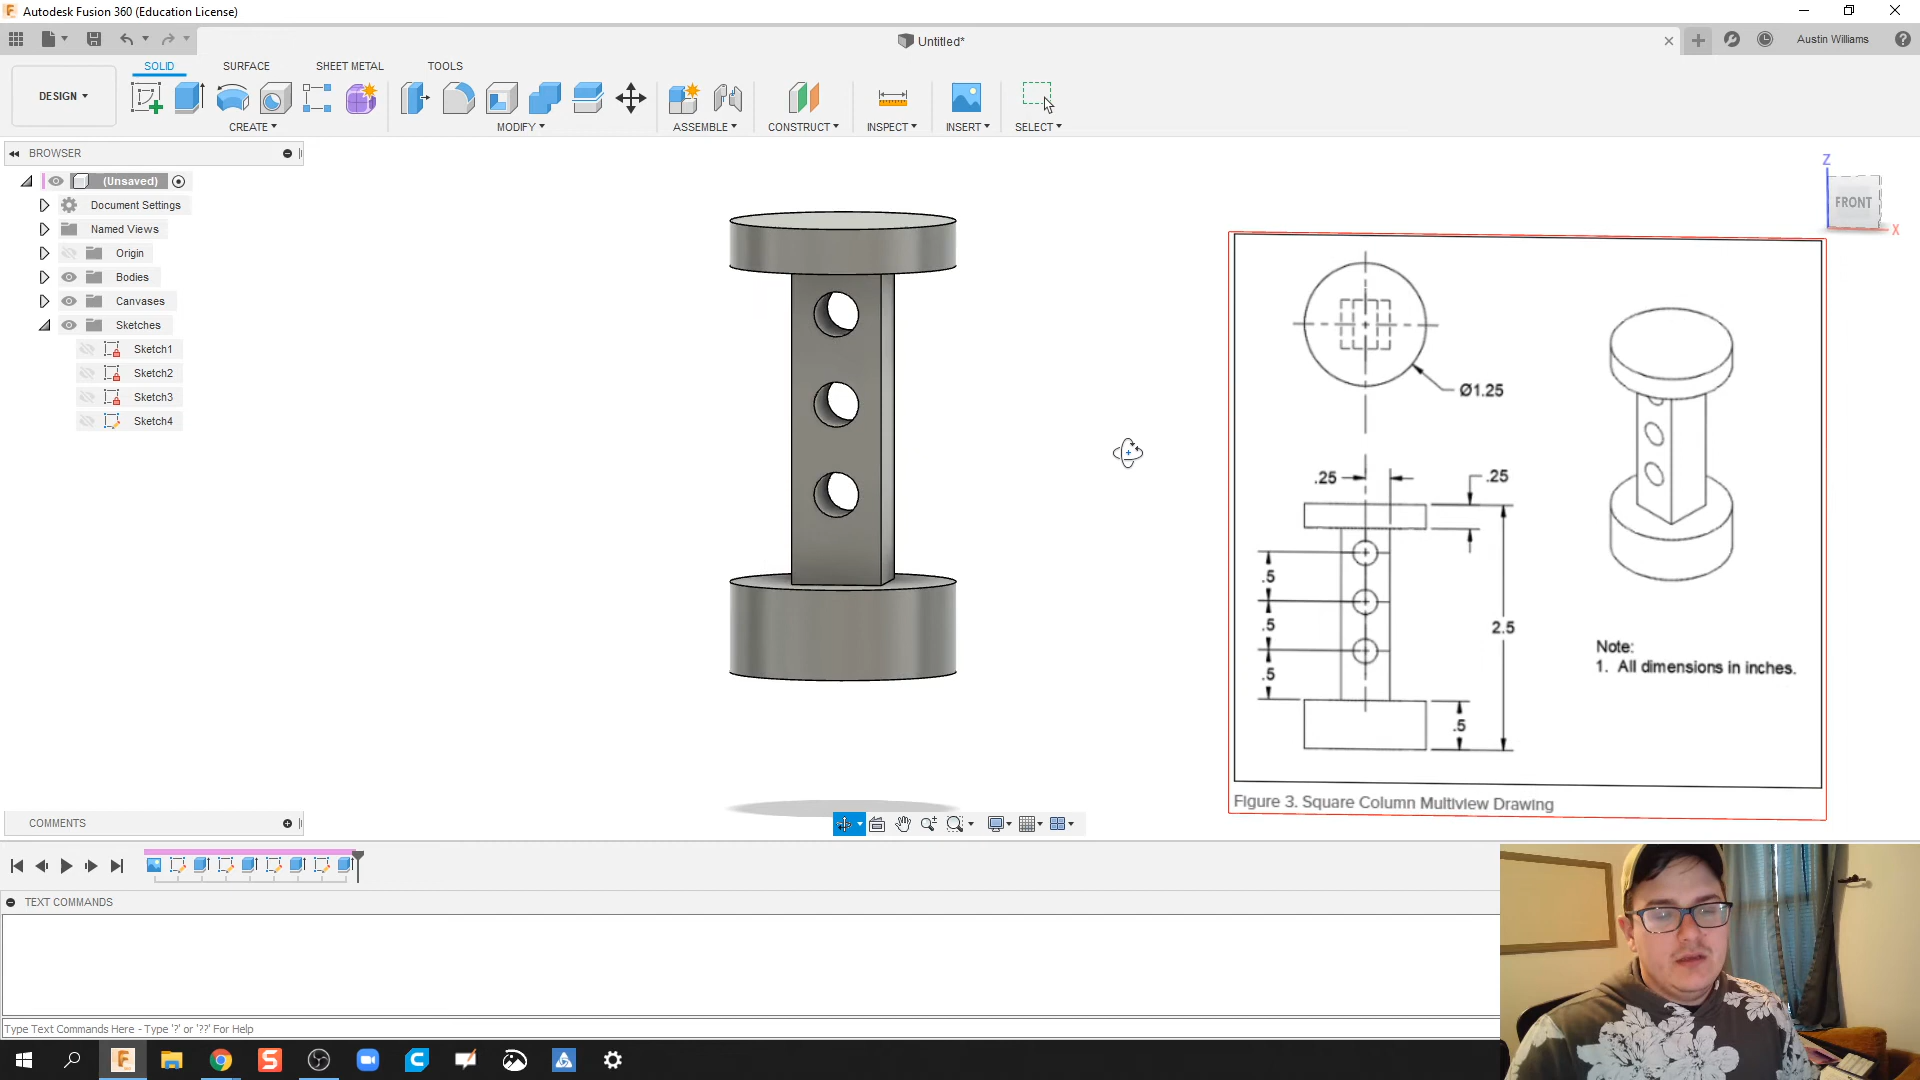 Autodesk Fusion 360 (Education License)
Untitled*
Austin Williams
SOLID SURFACE SHEET METAL TOOLS
DESIGN
CREATE MODIFY ASSEMBLE CONSTRUCT INSPECT INSERT SELECT
BROWSER
(Unsaved)
Document Settings
Named Views
Origin
Bodies
Canvases
Sketches
Sketch1
Sketch2
Sketch3
Sketch4
Z
FRONT
X
Ø1.25
.25
.25
.5
.5
.5
2.5
.5
Note:
1. All dimensions in inches.
Figure 3. Square Column Multiview Drawing
COMMENTS
TEXT COMMANDS
Type Text Commands Here - Type '?' or '??' For Help